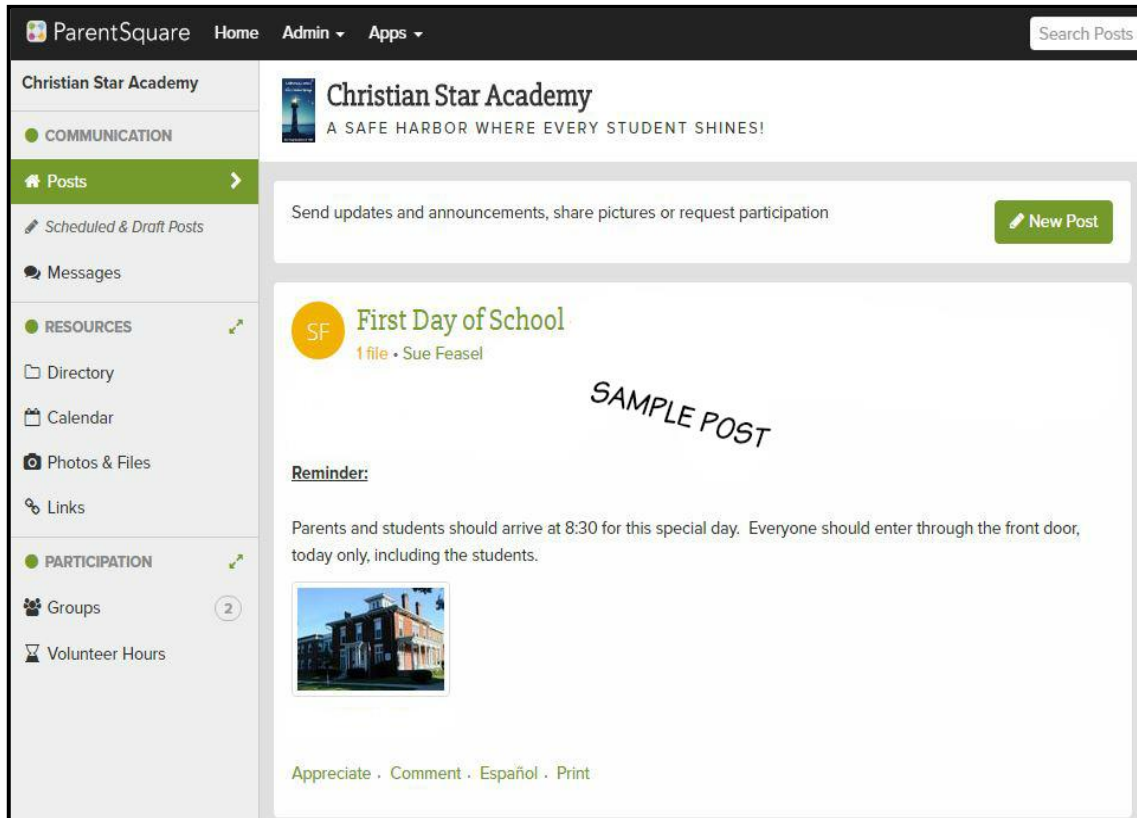 ParentSquare Home Admin Apps Search Posts
Christian Star Academy
COMMUNICATION
Posts
Scheduled & Draft Posts
Messages
RESOURCES
Directory
Calendar
Photos & Files
Links
PARTICIPATION
Groups 2
Volunteer Hours
Christian Star Academy
A SAFE HARBOR WHERE EVERY STUDENT SHINES!
Send updates and announcements, share pictures or request participation
New Post
SF
First Day of School
1 file • Sue Feasel
SAMPLE POST
Reminder:
Parents and students should arrive at 8:30 for this special day. Everyone should enter through the front door,
today only, including the students.
Appreciate . Comment . Español . Print